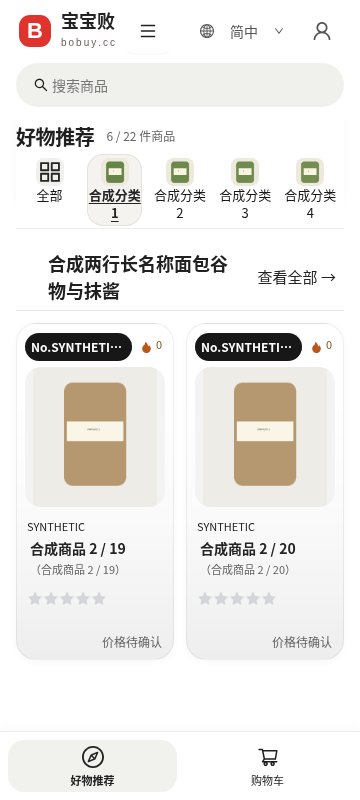 B 宝宝败
bobuy.cc
简中
搜索商品
好物推荐 6 / 22 件商品
全部 合成分类 合成分类 合成分类 合成分类
1 2 3 4
合成两行长名称面包谷
物与抹酱
查看全部 →
No.SYNTHETI… 0 No.SYNTHETI… 0
SYNTHETIC SYNTHETIC
合成商品 2 / 19 合成商品 2 / 20
（合成商品 2 / 19） （合成商品 2 / 20）
价格待确认 价格待确认
好物推荐 购物车